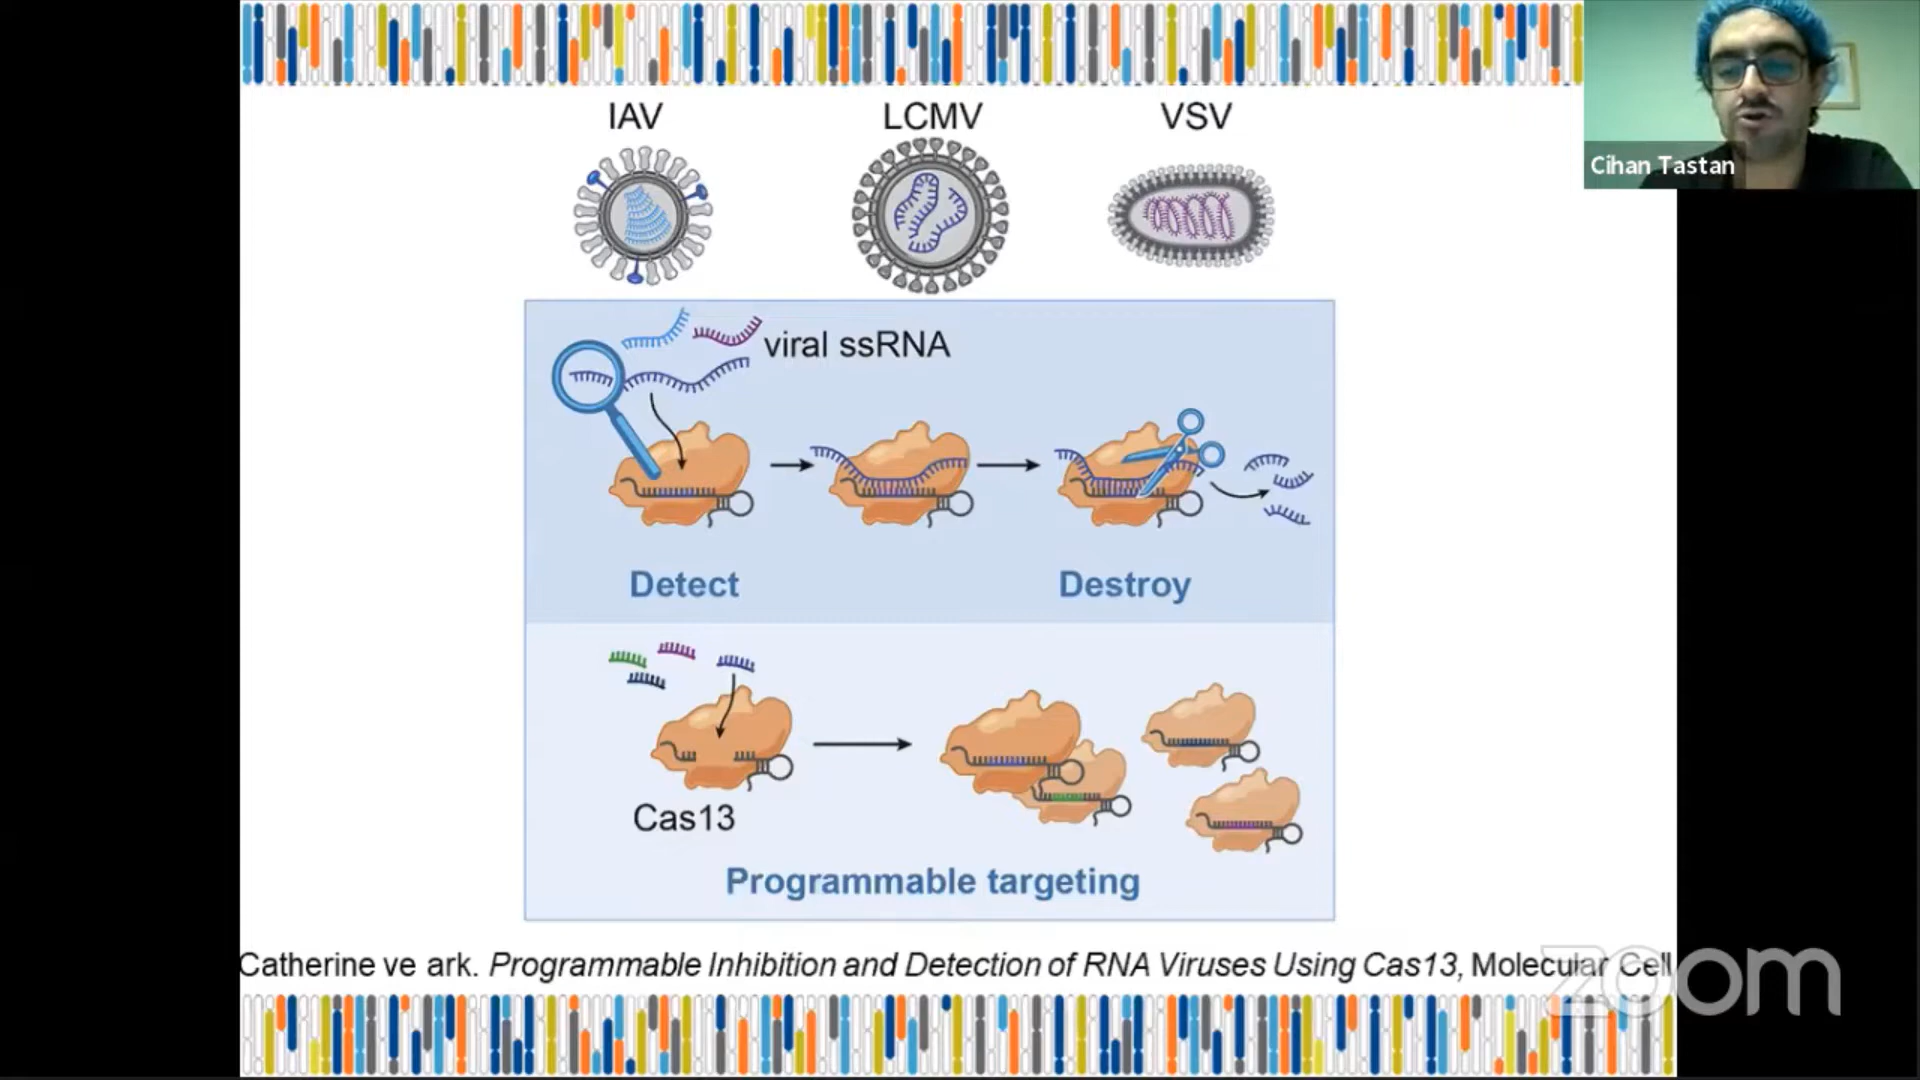 IAV
LCMV
VSV
Cihan Tastan
viral ssRNA
Detect
Destroy
Cas13
Programmable targeting
Catherine ve ark. Programmable Inhibition and Detection of RNA Viruses Using Cas13, Molecular Cell
zoom